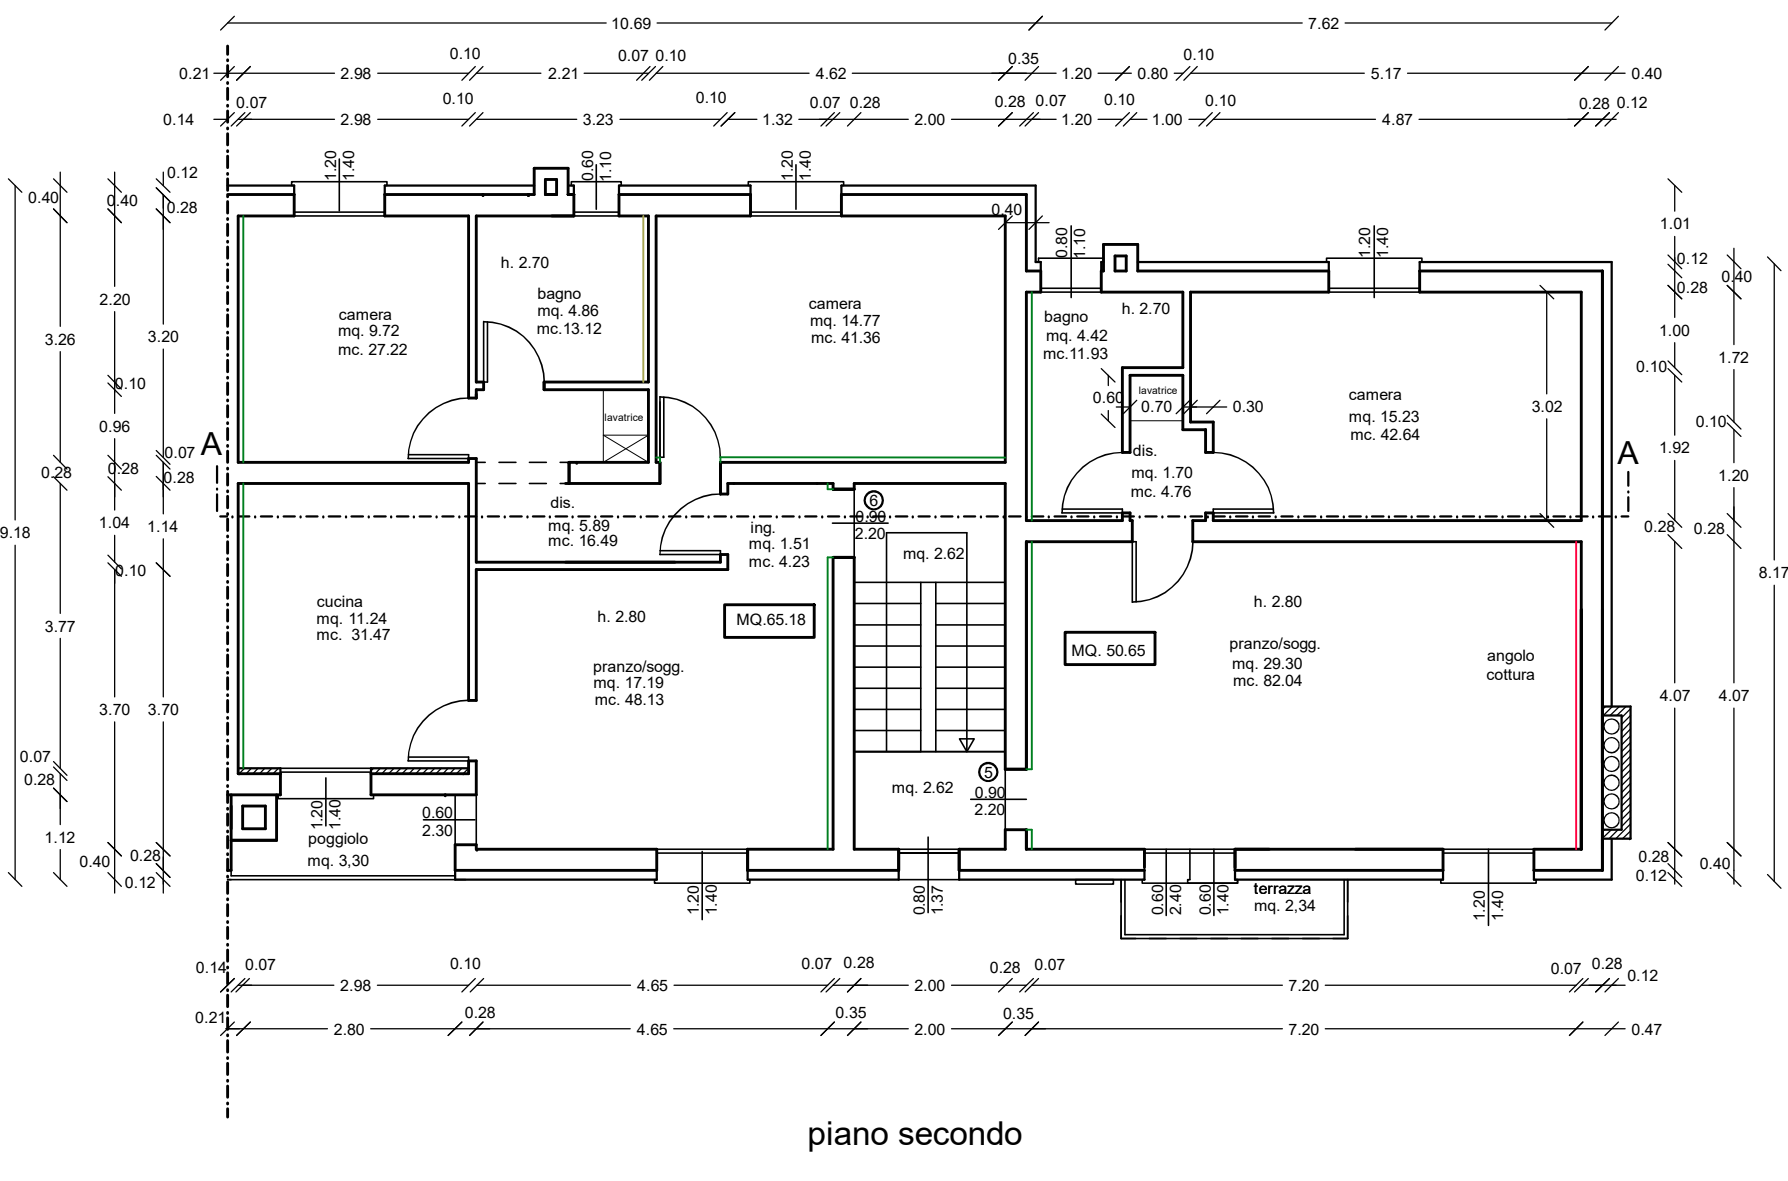 10.69 7.62
0.21 2.98 0.10 2.21 0.07 0.10 4.62 0.35 1.20 0.80 0.10 5.17 0.40
0.14 0.07 2.98 0.10 3.23 0.10 1.32 0.07 0.28 2.00 0.28 0.07 1.20 0.10 1.00 0.10 4.87 0.28 0.12
1.20 1.40
0.60 1.10
1.20 1.40
0.80 1.10
1.20 1.40
0.40
9.18
0.40
3.26
0.28
3.77
0.07
0.28
1.12
0.40
2.20
0.10
0.96
0.28
1.04
0.10
3.70
0.40
0.12
0.28
3.20
0.07
0.28
1.14
3.70
0.28
0.12
A
camera
mq. 9.72
mc. 27.22
h. 2.70
bagno
mq. 4.86
mc.13.12
lavatrice
camera
mq. 14.77
mc. 41.36
bagno
h. 2.70
mq. 4.42
mc.11.93
lavatrice
0.60
0.70
0.30
camera
mq. 15.23
mc. 42.64
3.02
dis.
mq. 1.70
mc. 4.76
A
dis.
mq. 5.89
mc. 16.49
ing.
mq. 1.51
mc. 4.23
6
0.90
2.20
mq. 2.62
cucina
mq. 11.24
mc. 31.47
h. 2.80
MQ.65.18
pranzo/sogg.
mq. 17.19
mc. 48.13
h. 2.80
MQ. 50.65
pranzo/sogg.
mq. 29.30
mc. 82.04
angolo
cottura
mq. 2.62
5
0.90
2.20
1.20 1.40
0.60
2.30
poggiolo
mq. 3,30
1.20 1.40
0.80 1.37
0.60 2.40
0.60 1.40
terrazza
mq. 2,34
1.20 1.40
1.01
0.12
0.28
1.00
0.10
1.92
0.28
4.07
0.28
0.12
0.40
1.72
0.10
1.20
0.28
4.07
0.40
8.17
0.14 0.07 2.98 0.10 4.65 0.07 0.28 2.00 0.28 0.07 7.20 0.07 0.28 0.12
0.21 2.80 0.28 4.65 0.35 2.00 0.35 7.20 0.47
piano secondo